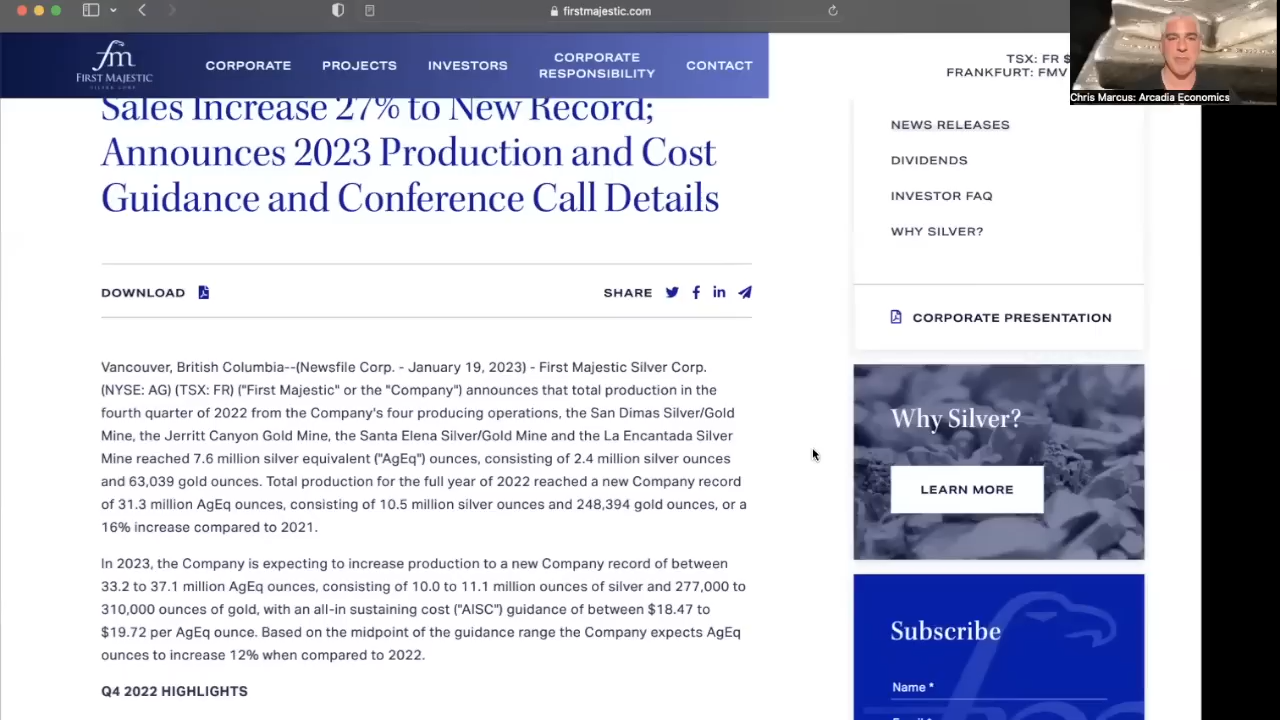 firstmajestic.com
fm
FIRST MAJESTIC
SILVER CORP.
CORPORATE
PROJECTS
INVESTORS
CORPORATE
RESPONSIBILITY
CONTACT
TSX: FR $
FRANKFURT: FMV
Chris Marcus: Arcadia Economics
Sales Increase 27% to New Record;
Announces 2023 Production and Cost
Guidance and Conference Call Details
DOWNLOAD
SHARE
Vancouver, British Columbia--(Newsfile Corp. - January 19, 2023) - First Majestic Silver Corp.
(NYSE: AG) (TSX: FR) ("First Majestic" or the "Company") announces that total production in the
fourth quarter of 2022 from the Company's four producing operations, the San Dimas Silver/Gold
Mine, the Jerritt Canyon Gold Mine, the Santa Elena Silver/Gold Mine and the La Encantada Silver
Mine reached 7.6 million silver equivalent ("AgEq") ounces, consisting of 2.4 million silver ounces
and 63,039 gold ounces. Total production for the full year of 2022 reached a new Company record
of 31.3 million AgEq ounces, consisting of 10.5 million silver ounces and 248,394 gold ounces, or a
16% increase compared to 2021.
In 2023, the Company is expecting to increase production to a new Company record of between
33.2 to 37.1 million AgEq ounces, consisting of 10.0 to 11.1 million ounces of silver and 277,000 to
310,000 ounces of gold, with an all-in sustaining cost ("AISC") guidance of between $18.47 to
$19.72 per AgEq ounce. Based on the midpoint of the guidance range the Company expects AgEq
ounces to increase 12% when compared to 2022.
Q4 2022 HIGHLIGHTS
NEWS RELEASES
DIVIDENDS
INVESTOR FAQ
WHY SILVER?
CORPORATE PRESENTATION
Why Silver?
LEARN MORE
Subscribe
Name *